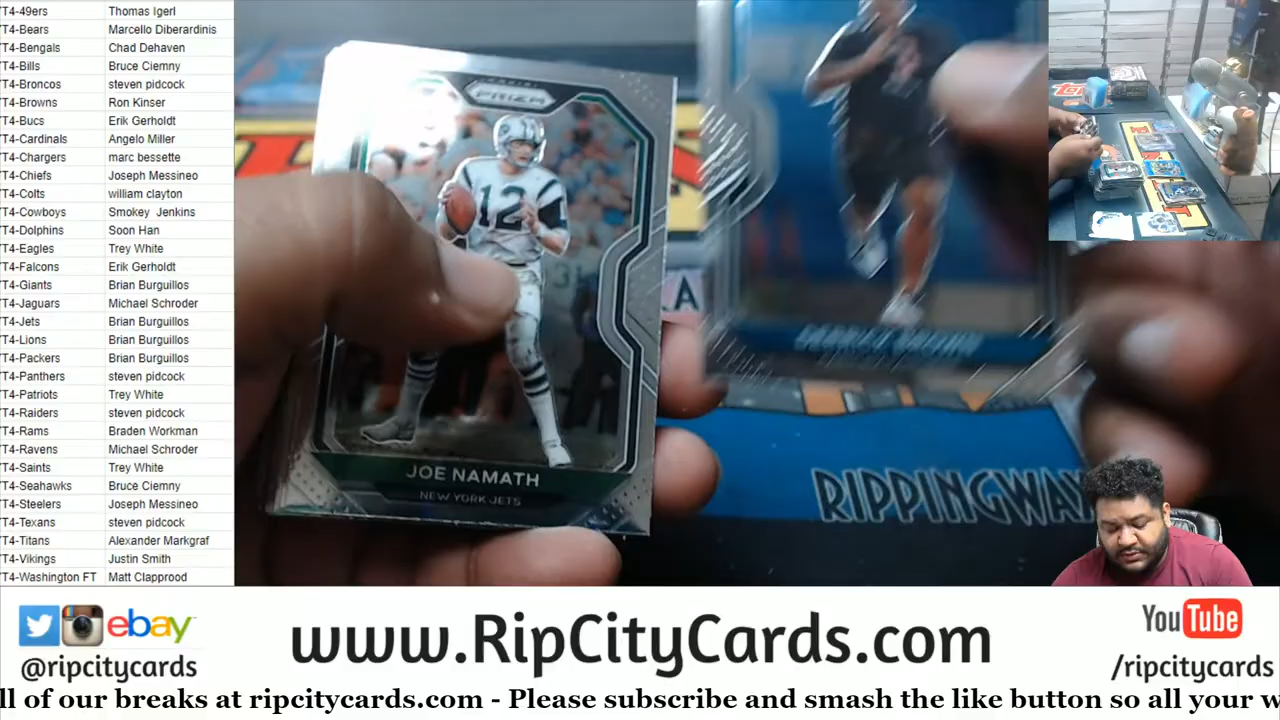 T4-49ers Thomas Igerl
T4-Bears Marcello Diberardinis
T4-Bengals Chad Dehaven
T4-Bills Bruce Ciemny
T4-Broncos steven pidcock
T4-Browns Ron Kinser
T4-Bucs Erik Gerholdt
T4-Cardinals Angelo Miller
T4-Chargers marc bessette
T4-Chiefs Joseph Messineo
T4-Colts william clayton
T4-Cowboys Smokey Jenkins
T4-Dolphins Soon Han
T4-Eagles Trey White
T4-Falcons Erik Gerholdt
T4-Giants Brian Burguillos
T4-Jaguars Michael Schroder
T4-Jets Brian Burguillos
T4-Lions Brian Burguillos
T4-Packers Brian Burguillos
T4-Panthers steven pidcock
T4-Patriots Trey White
T4-Raiders steven pidcock
T4-Rams Braden Workman
T4-Ravens Michael Schroder
T4-Saints Trey White
T4-Seahawks Bruce Ciemny
T4-Steelers Joseph Messineo
T4-Texans steven pidcock
T4-Titans Alexander Markgraf
T4-Vikings Justin Smith
T4-Washington FT Matt Clapprood
PANINI
PRIZM
12
JOE NAMATH
NEW YORK JETS
RIPPINGWAX
ebay
@ripcitycards
www.RipCityCards.com
YouTube
/ripcitycards
ll of our breaks at ripcitycards.com - Please subscribe and smash the like button so all your w